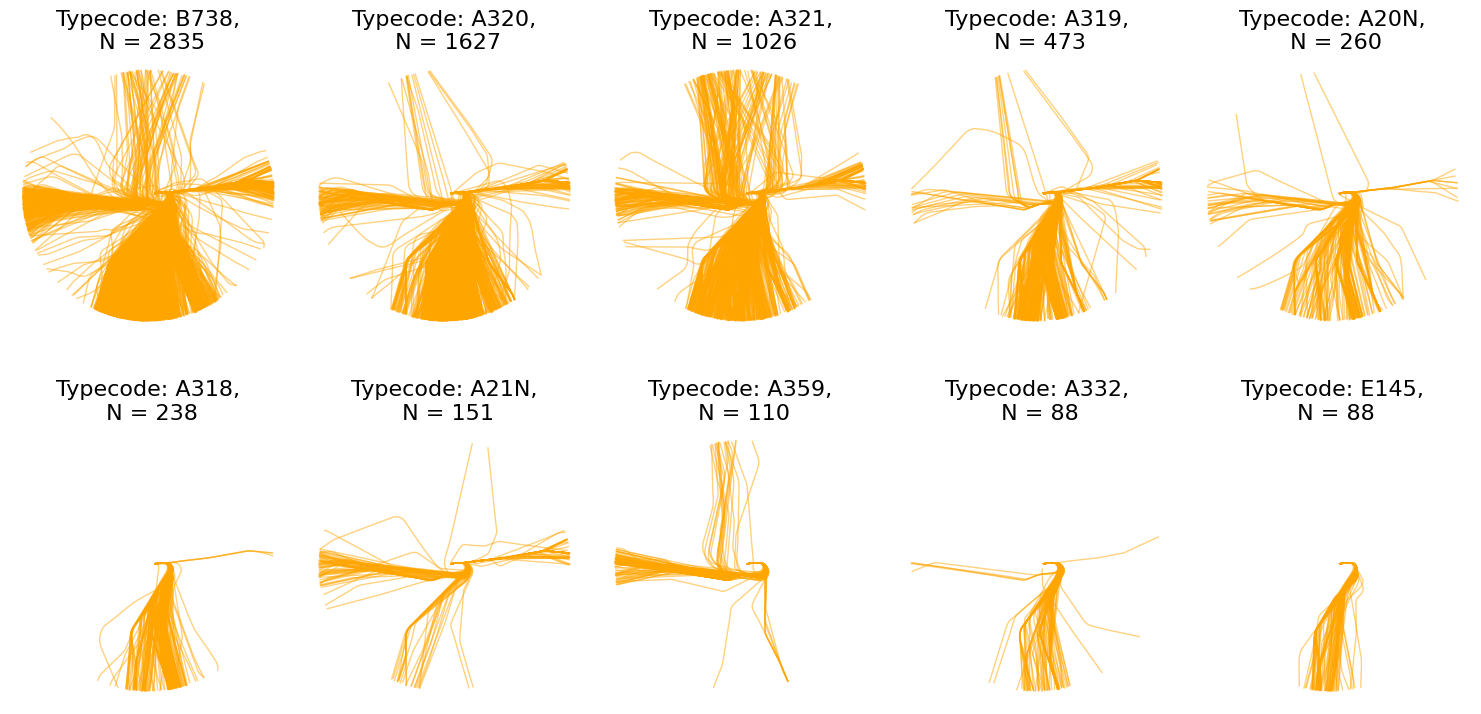 Typecode: B738,
N = 2835
Typecode: A320,
N = 1627
Typecode: A321,
N = 1026
Typecode: A319,
N = 473
Typecode: A20N,
N = 260
Typecode: A318,
N = 238
Typecode: A21N,
N = 151
Typecode: A359,
N = 110
Typecode: A332,
N = 88
Typecode: E145,
N = 88